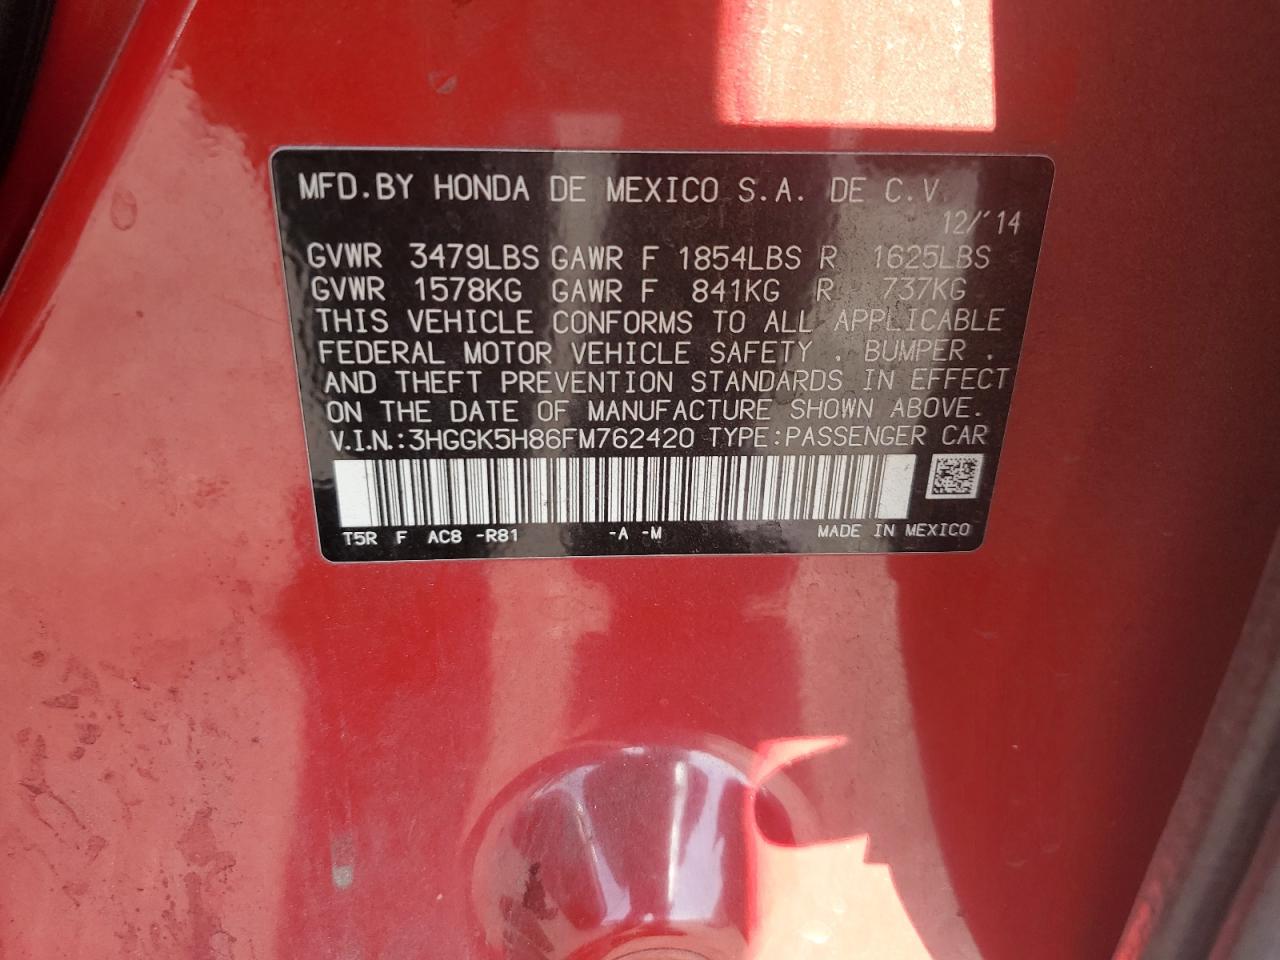 MFD.BY HONDA DE MEXICO S.A. DE C.V.
12/'14
GVWR 3479LBS GAWR F 1854LBS R 1625LBS
GVWR 1578KG GAWR F 841KG R 737KG
THIS VEHICLE CONFORMS TO ALL APPLICABLE
FEDERAL MOTOR VEHICLE SAFETY , BUMPER ,
AND THEFT PREVENTION STANDARDS IN EFFECT
ON THE DATE OF MANUFACTURE SHOWN ABOVE.
V.I.N.:3HGGK5H86FM762420 TYPE:PASSENGER CAR
T5R F AC8 -R81 -A -M MADE IN MEXICO